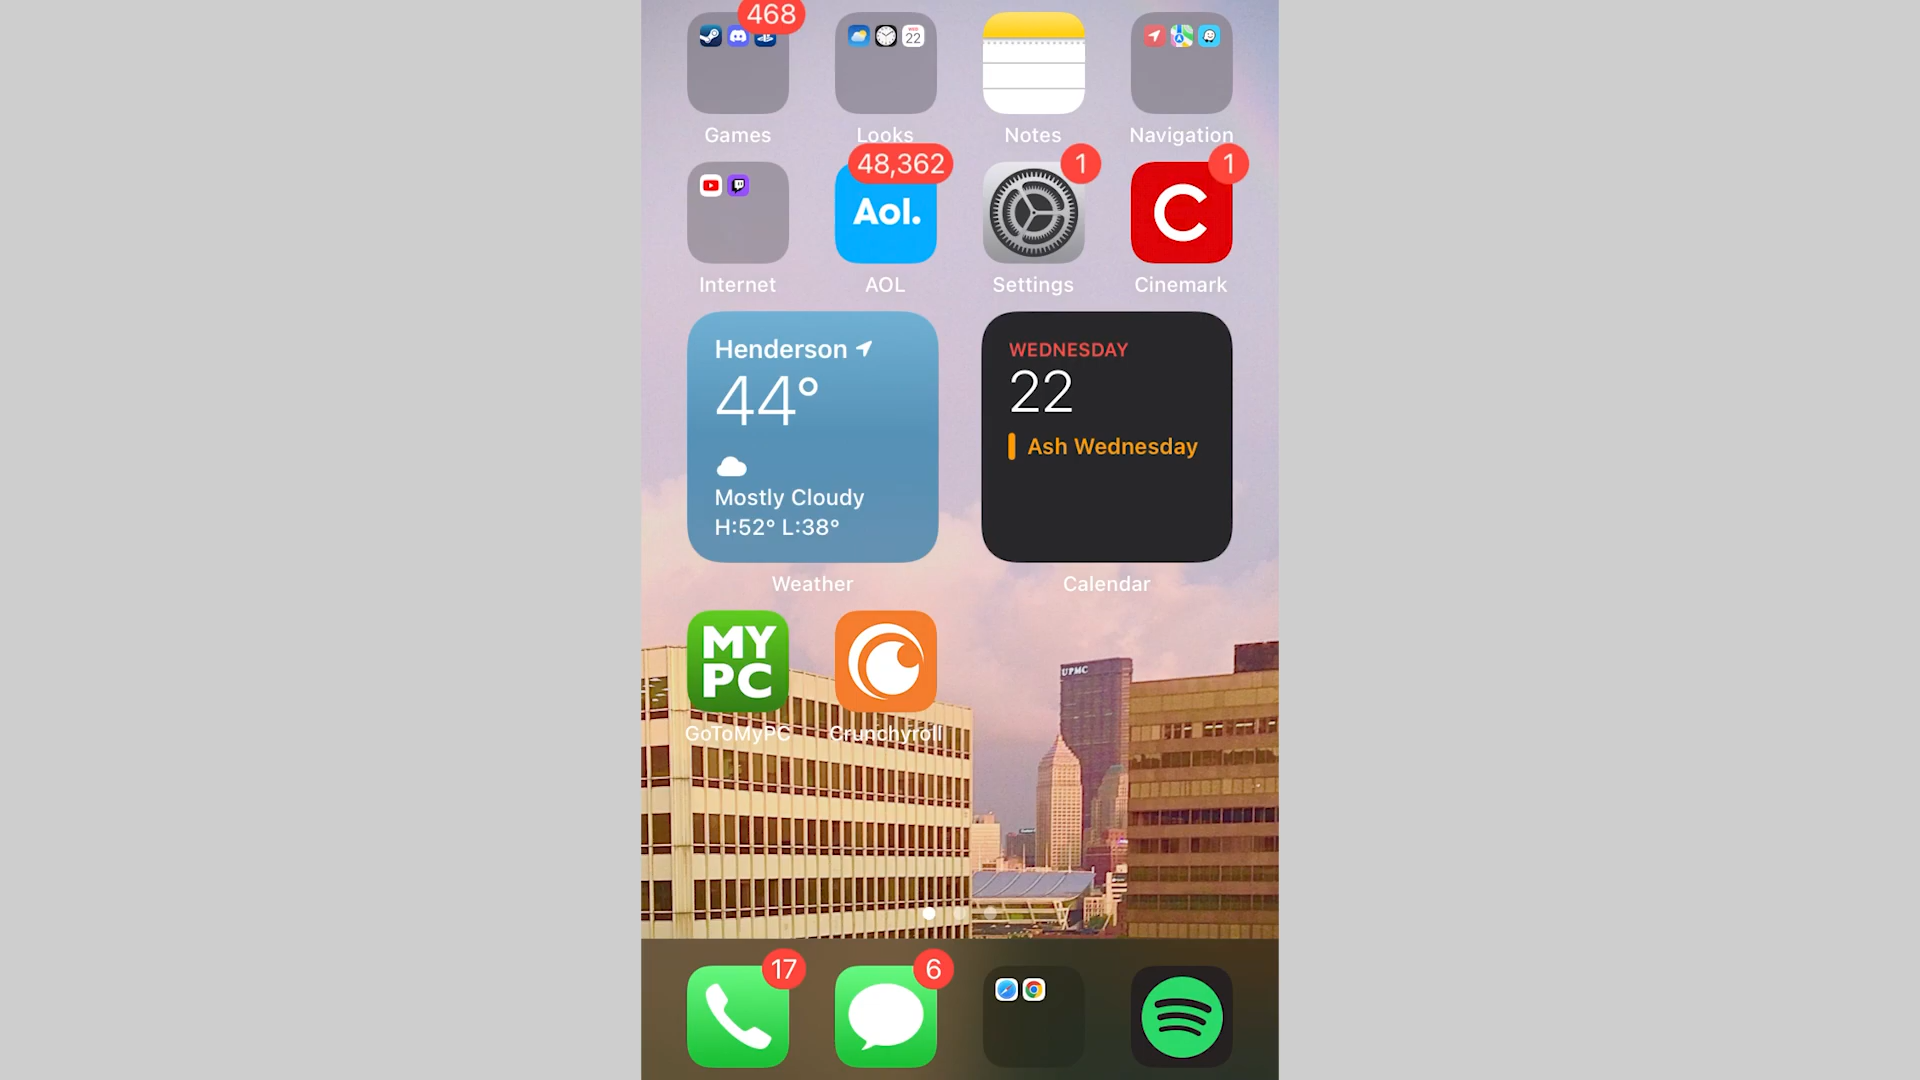 468
22
Games
Looks
Notes
Navigation
48,362
Aol.
1
C
1
Internet
AOL
Settings
Cinemark
Henderson
44°
Mostly Cloudy
H:52° L:38°
Weather
WEDNESDAY
22
Ash Wednesday
Calendar
MY
PC
GoToMyPC
Crunchyroll
UPMC
17
6